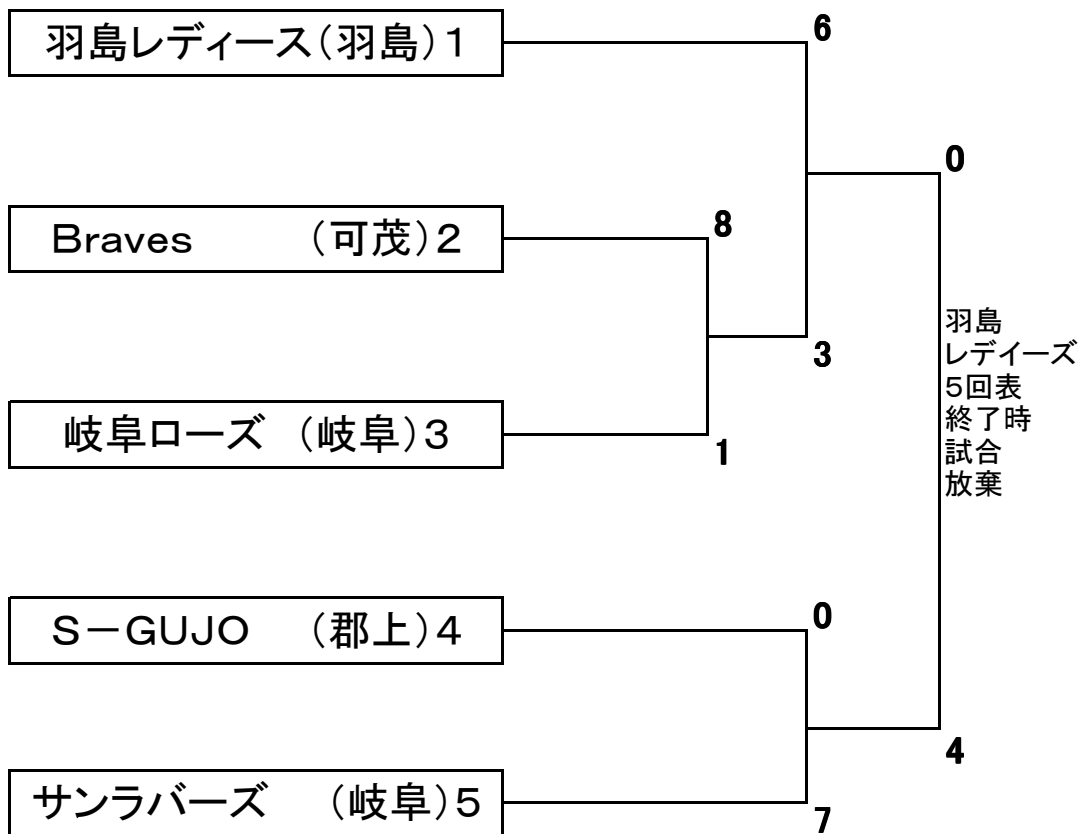 羽島レディース(羽島)1
6
0
Braves (可茂)2
8
羽島
レデイーズ
5回表
終了時
試合
放棄
3
岐阜ローズ (岐阜)3
1
S-GUJO (郡上)4
0
4
サンラバーズ (岐阜)5
7